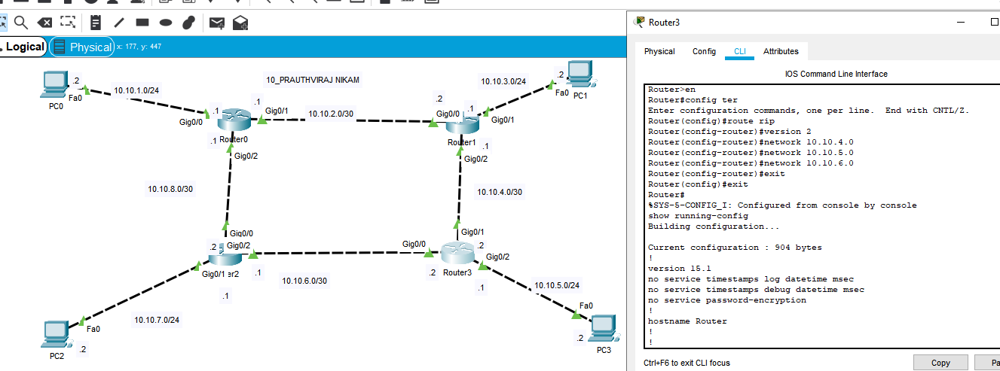 Logical
Physical
x: 177, y: 447
10_PRAUTHVIRAJ NIKAM
.2
Fa0
PC0
10.10.1.0/24
Gig0/0
.1
.1
Gig0/1
.1
Router0
Gig0/2
10.10.2.0/30
.2
Gig0/0
.1
Gig0/1
Router1
.1
Gig0/2
10.10.3.0/24
.2
Fa0
PC1
10.10.8.0/30
10.10.4.0/30
Gig0/0
.2
Gig0/2
Gig0/1
er2
.1
.1
10.10.6.0/30
Gig0/0
Gig0/1
.2
Gig0/2
.2
Router3
.1
10.10.5.0/24
Fa0
.2
PC3
10.10.7.0/24
Fa0
.2
PC2
Router3
Physical
Config
CLI
Attributes
IOS Command Line Interface
Router>en
Router#config ter
Enter configuration commands, one per line. End with CNTL/Z.
Router(config)#route rip
Router(config-router)#version 2
Router(config-router)#network 10.10.4.0
Router(config-router)#network 10.10.5.0
Router(config-router)#network 10.10.6.0
Router(config-router)#exit
Router(config)#exit
Router#
%SYS-5-CONFIG_I: Configured from console by console
show running-config
Building configuration...
Current configuration : 904 bytes
!
version 15.1
no service timestamps log datetime msec
no service timestamps debug datetime msec
no service password-encryption
!
hostname Router
!
!
Ctrl+F6 to exit CLI focus
Copy
Pa